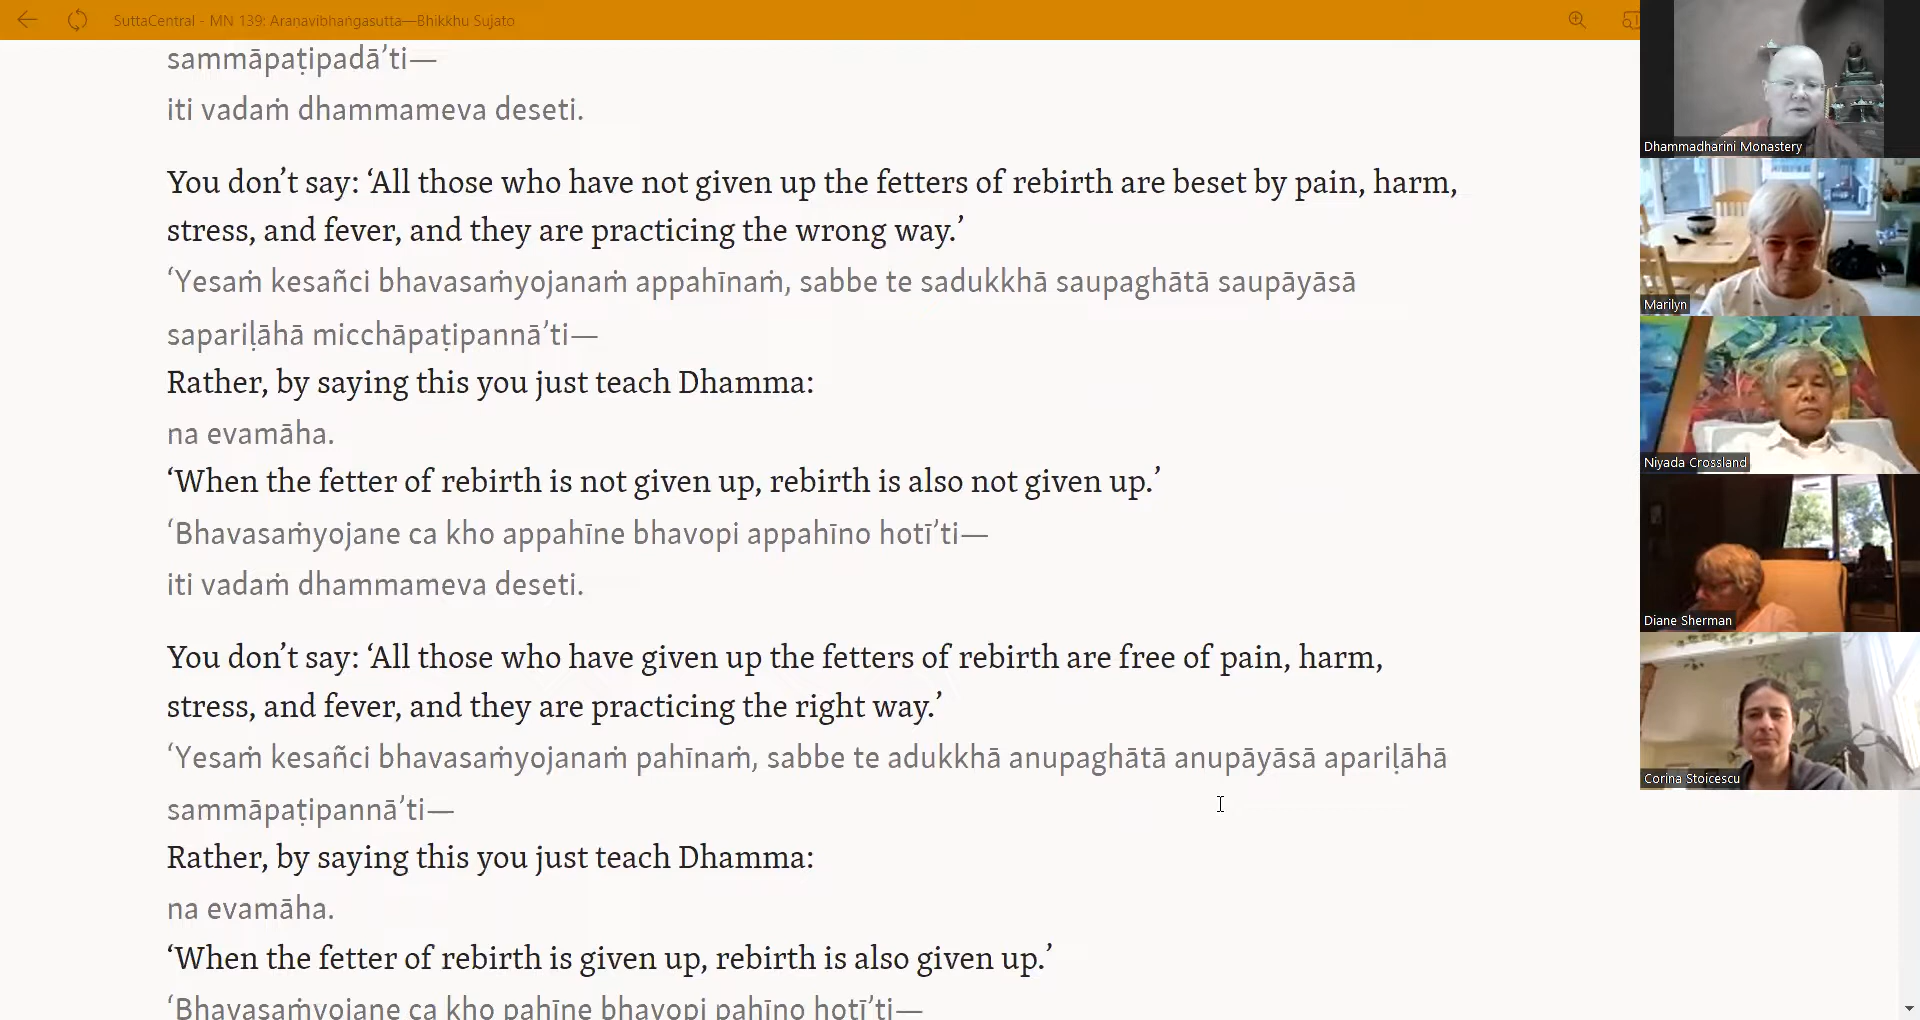 SuttaCentral - MN 139: Araṇavibhaṅgasutta—Bhikkhu Sujato
sammāpaṭipadā’ti—
iti vadaṁ dhammameva deseti.
You don’t say: ‘All those who have not given up the fetters of rebirth are beset by pain, harm,
stress, and fever, and they are practicing the wrong way.’
‘Yesaṁ kesañci bhavasaṁyojanaṁ appahīnaṁ, sabbe te sadukkhā saupaghātā saupāyāsā
sapariḷāhā micchāpaṭipannā’ti—
Rather, by saying this you just teach Dhamma:
na evamāha.
‘When the fetter of rebirth is not given up, rebirth is also not given up.’
‘Bhavasaṁyojane ca kho appahīne bhavopi appahīno hotī’ti—
iti vadaṁ dhammameva deseti.
You don’t say: ‘All those who have given up the fetters of rebirth are free of pain, harm,
stress, and fever, and they are practicing the right way.’
‘Yesaṁ kesañci bhavasaṁyojanaṁ pahīnaṁ, sabbe te adukkhā anupaghātā anupāyāsā apariḷāhā
sammāpaṭipannā’ti—
Rather, by saying this you just teach Dhamma:
na evamāha.
‘When the fetter of rebirth is given up, rebirth is also given up.’
‘Bhavasaṁyojane ca kho pahīne bhavopi pahīno hotī’ti—
Dhammadharini Monastery
Marilyn
Niyada Crossland
Diane Sherman
Corina Stoicescu